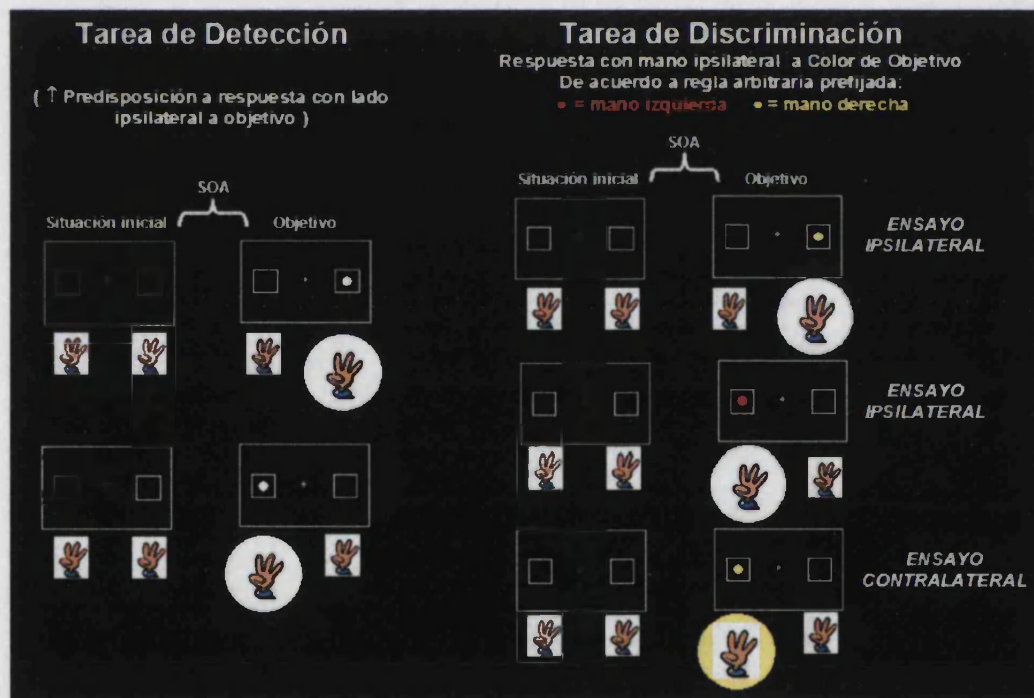 Tarea de Detección
( ↑ Predisposición a respuesta con lado
ipsilateral a objetivo )
SOA
Situación inicial
Objetivo
Tarea de Discriminación
Respuesta con mano ipsilateral a Color de Objetivo
De acuerdo a regla arbitraria prefijada:
• = mano izquierda • = mano derecha
SOA
Situación inicial
Objetivo
ENSAYO
IPSILATERAL
ENSAYO
IPSILATERAL
ENSAYO
CONTRALATERAL